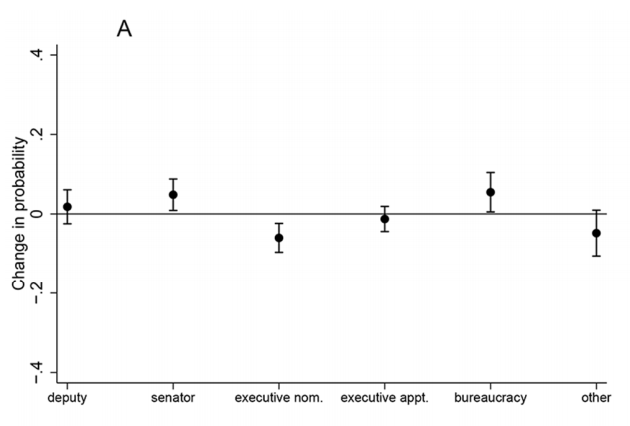 A
Change in probability
.4
.2
0
-.2
-.4
deputy senator executive nom. executive appt. bureaucracy other